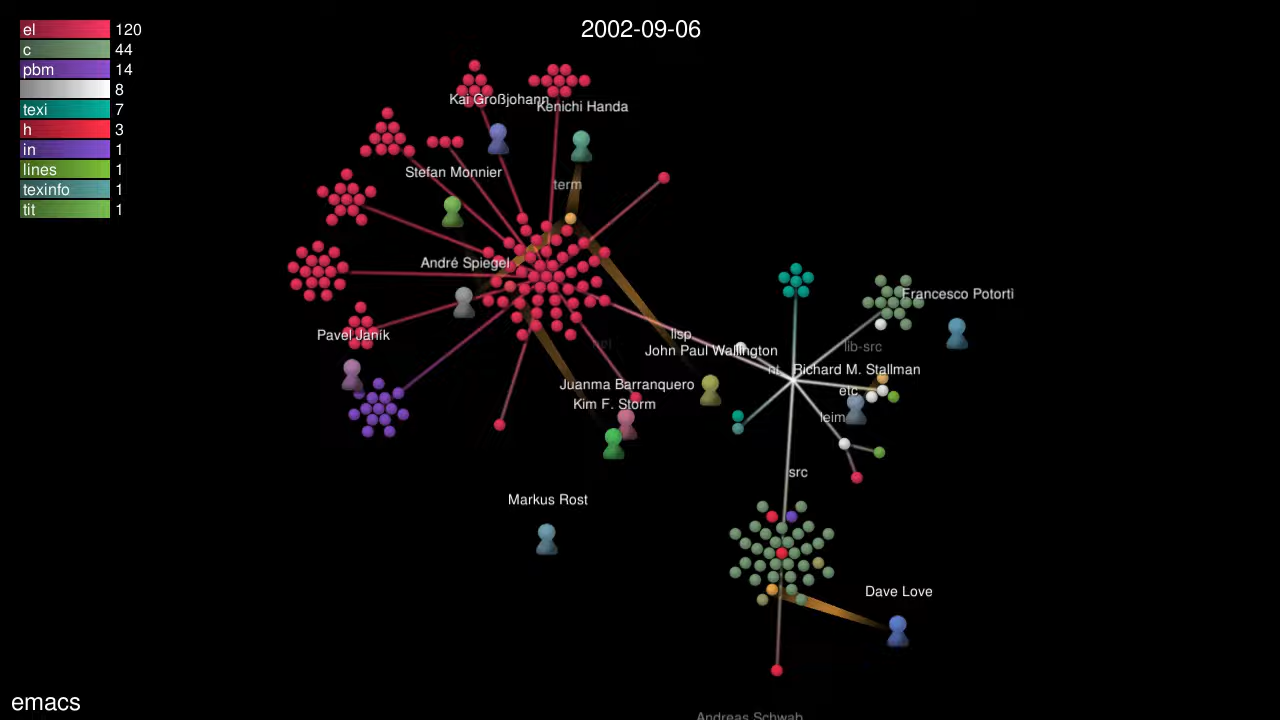 2002-09-06
el 120
c 44
pbm 14
8
texi 7
h 3
in 1
lines 1
texinfo 1
tit 1
Kai Großjohann
Kenichi Handa
Stefan Monnier
term
André Spiegel
Francesco Potortì
Pavel Janík
lisp
lib-src
John Paul Wallington
nt
Richard M. Stallman
Juanma Barranquero
etc
Kim F. Storm
leim
src
Markus Rost
Dave Love
emacs
Andreas Schwab